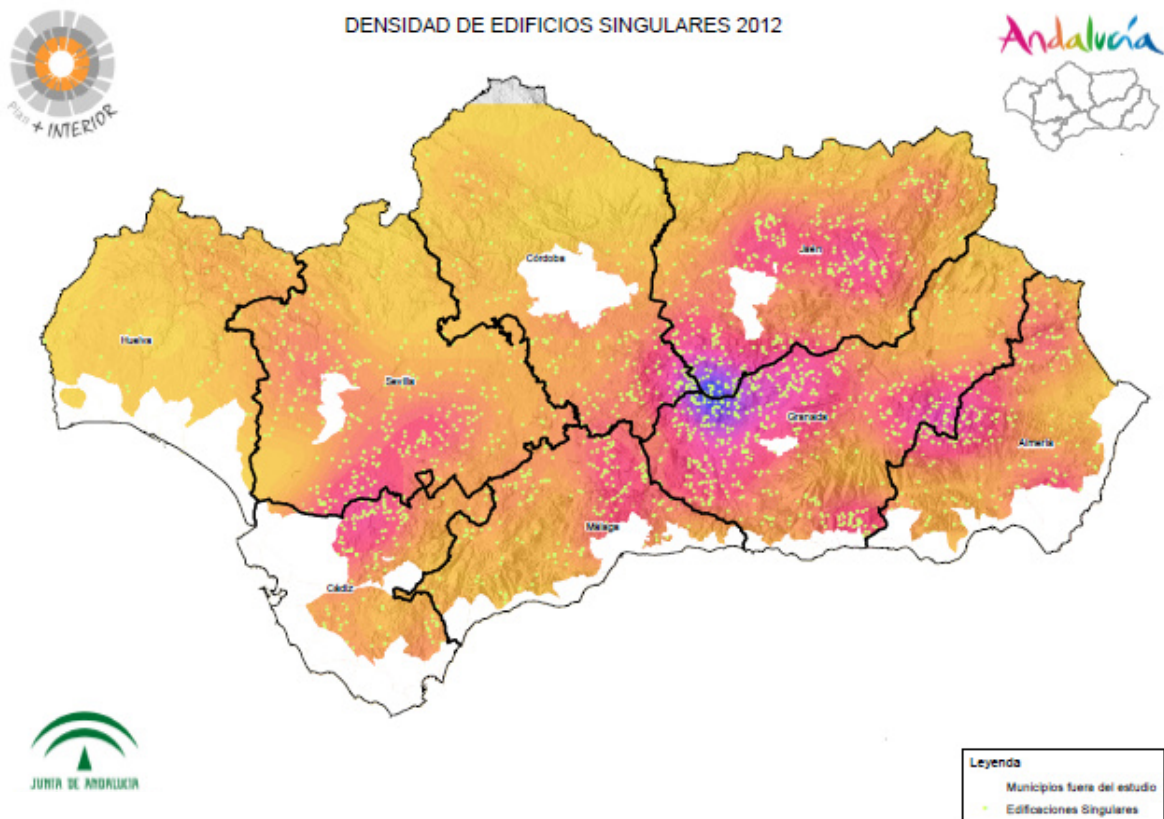 DENSIDAD DE EDIFICIOS SINGULARES 2012
Andalucía
Plan + INTERIOR
Córdoba
Jaén
Huelva
Sevilla
Granada
Almería
Málaga
Cádiz
JUNTA DE ANDALUCIA
Leyenda
Municipios fuera del estudio
Edificaciones Singulares